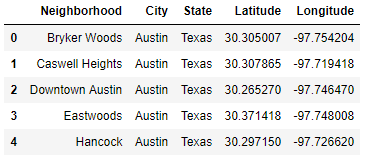 Neighborhood City State Latitude Longitude
0 Bryker Woods Austin Texas 30.305007 -97.754204
1 Caswell Heights Austin Texas 30.307865 -97.719418
2 Downtown Austin Austin Texas 30.265270 -97.746470
3 Eastwoods Austin Texas 30.371418 -97.748008
4 Hancock Austin Texas 30.297150 -97.726620